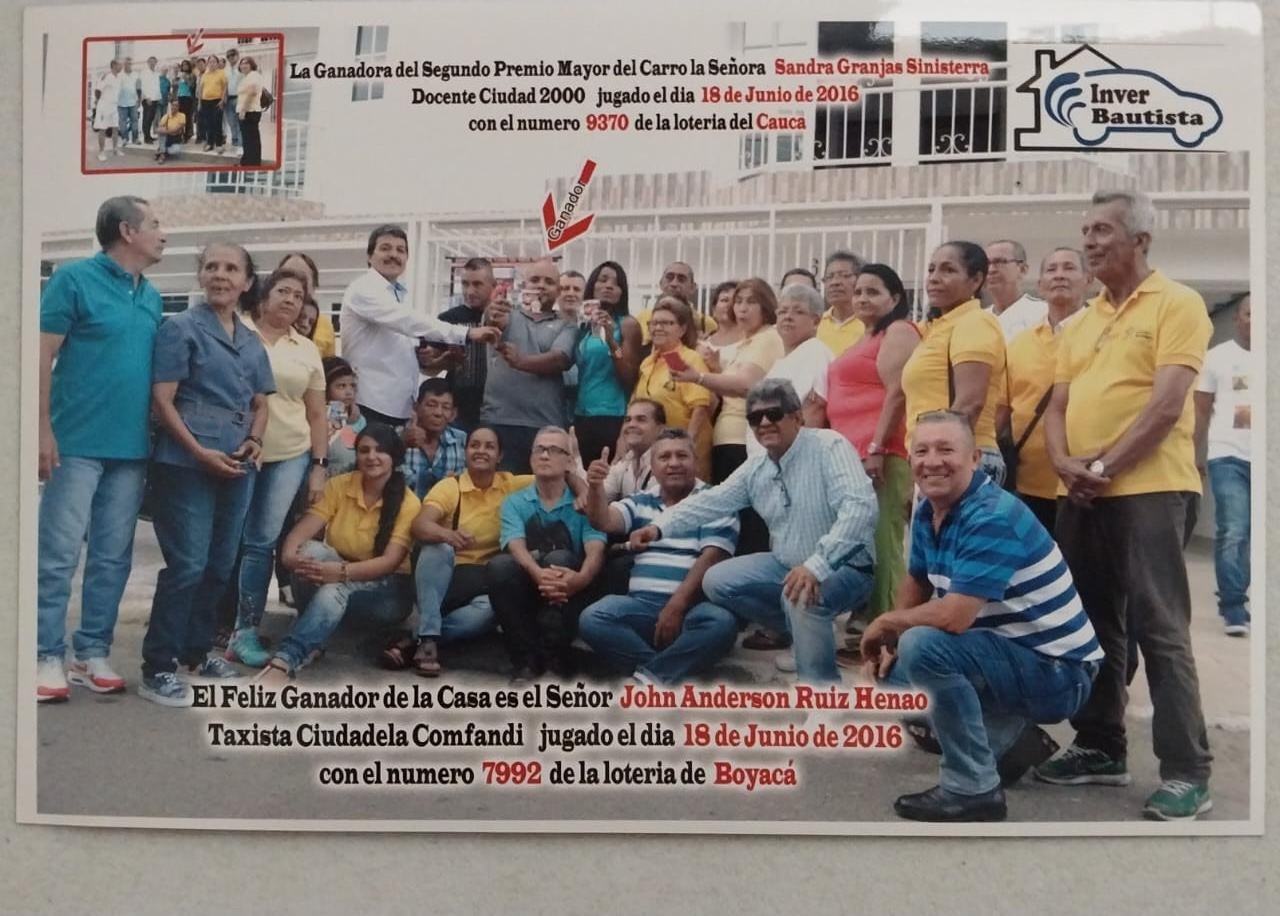 La Ganadora del Segundo Premio Mayor del Carro la Señora Sandra Granjas Sinisterra
Docente Ciudad 2000 jugado el dia 18 de Junio de 2016
con el numero 9370 de la loteria del Cauca
Inver
Bautista
Ganador
El Feliz Ganador de la Casa es el Señor John Anderson Ruiz Henao
Taxista Ciudadela Comfandi jugado el dia 18 de Junio de 2016
con el numero 7992 de la loteria de Boyacá